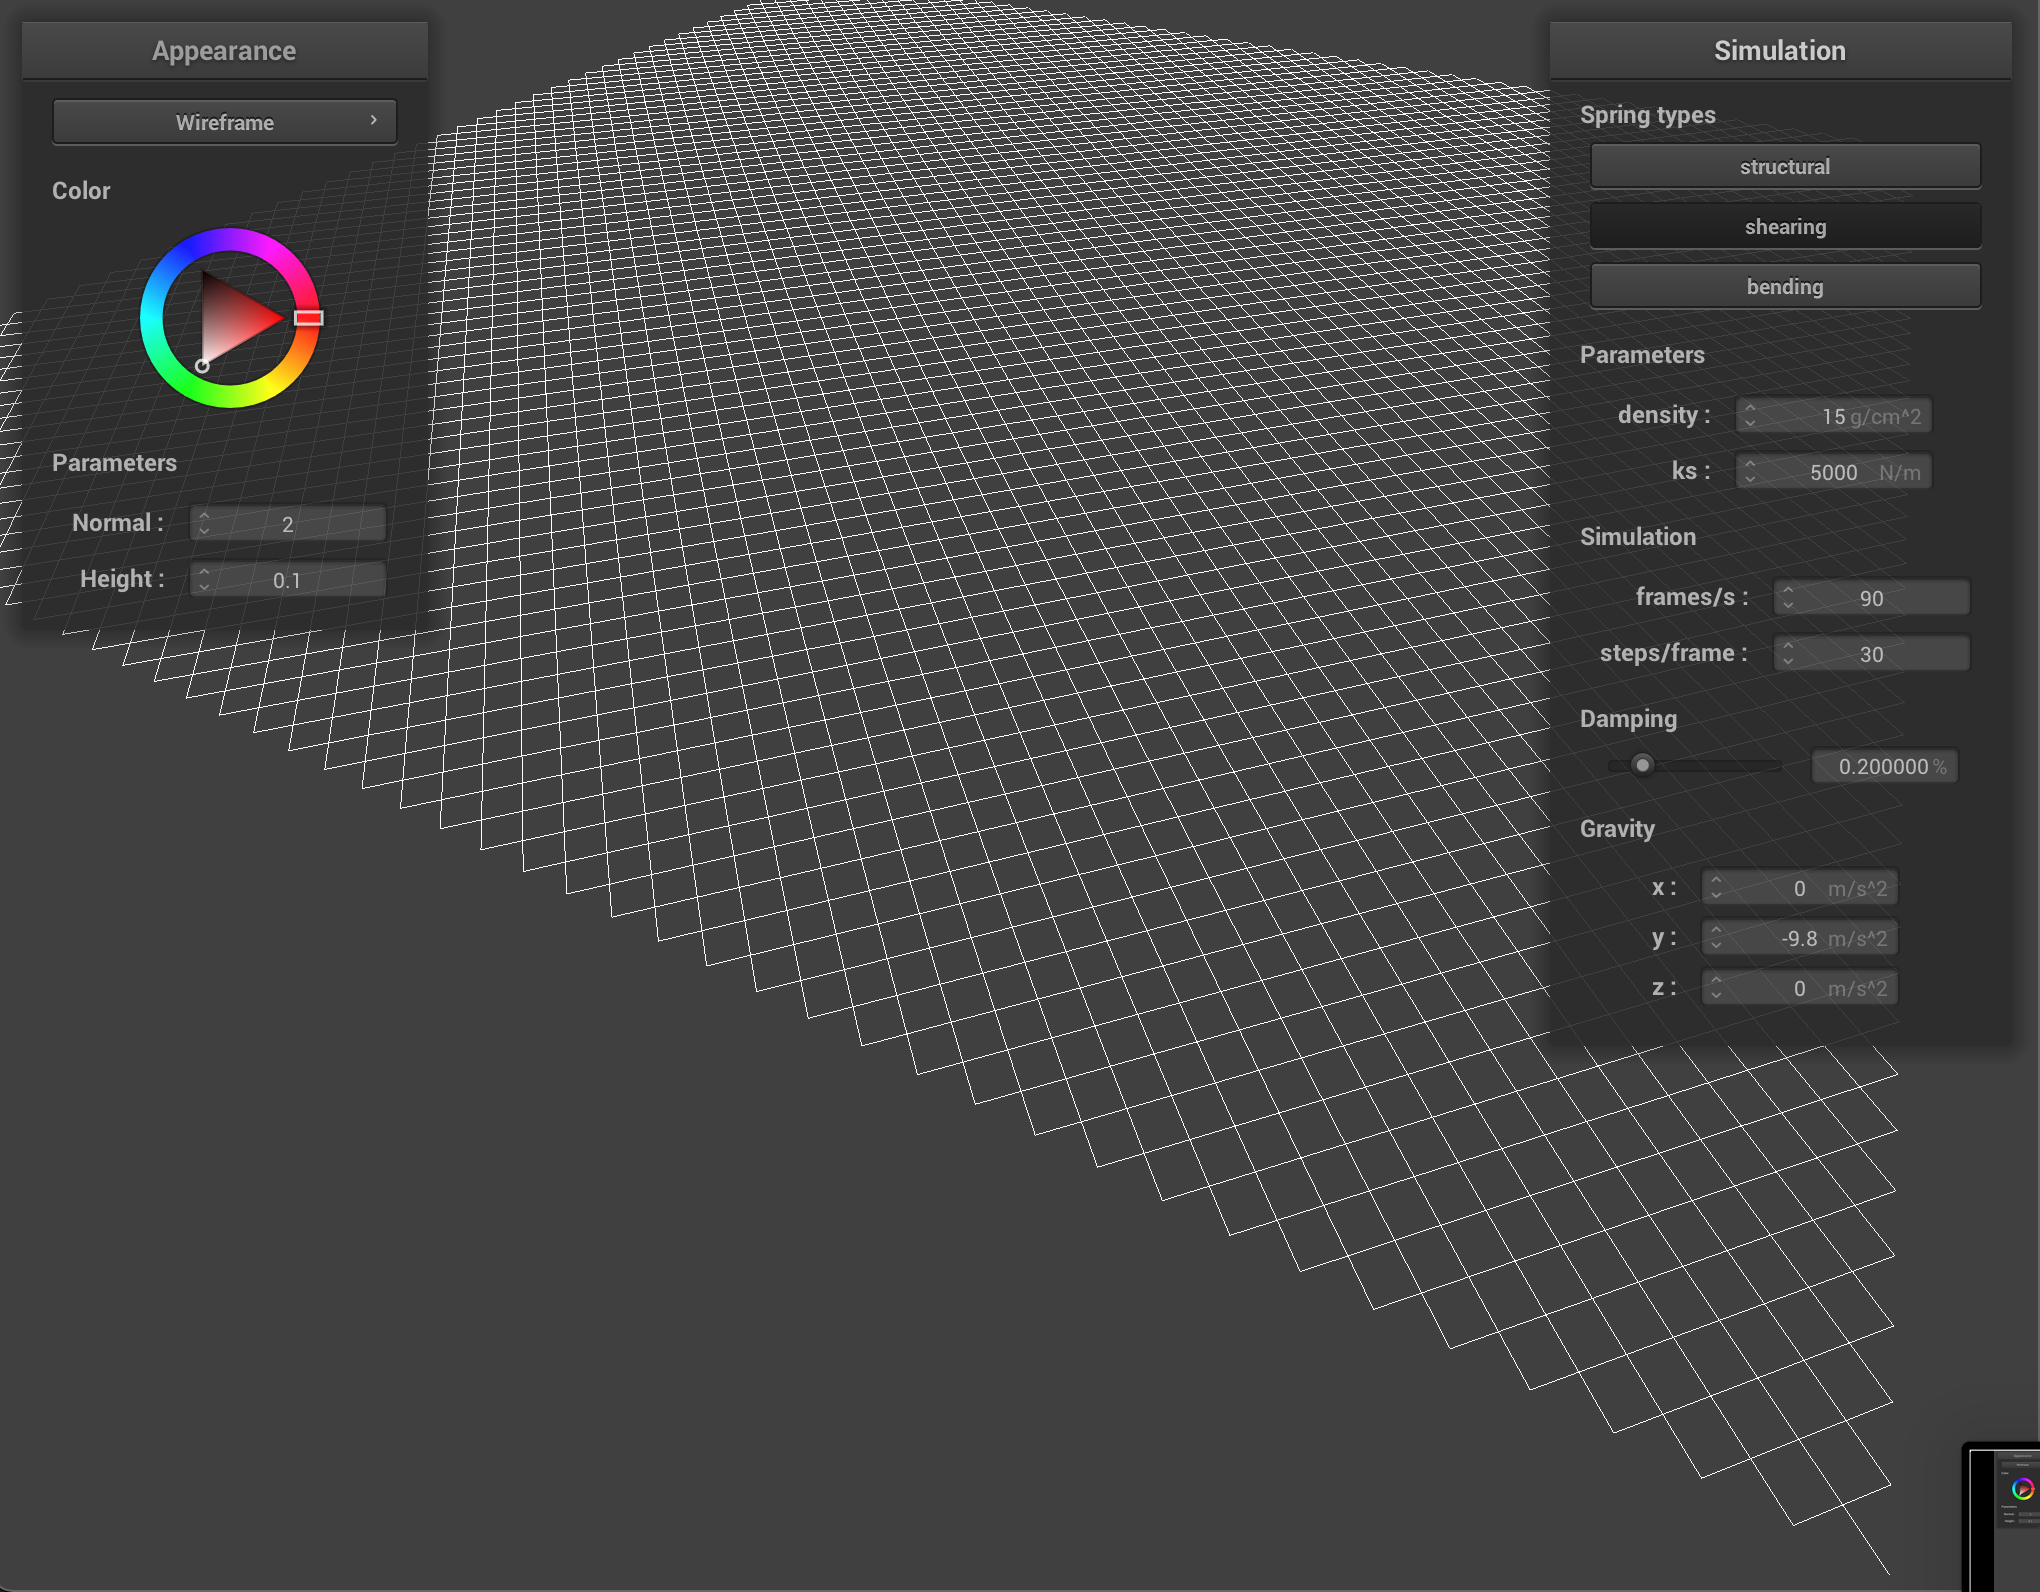 Appearance
Wireframe
Color
Parameters
Normal : 2
Height : 0.1
Simulation
Spring types
structural
shearing
bending
Parameters
density : 15 g/cm^2
ks : 5000 N/m
Simulation
frames/s : 90
steps/frame : 30
Damping
0.200000 %
Gravity
x : 0 m/s^2
y : -9.8 m/s^2
z : 0 m/s^2